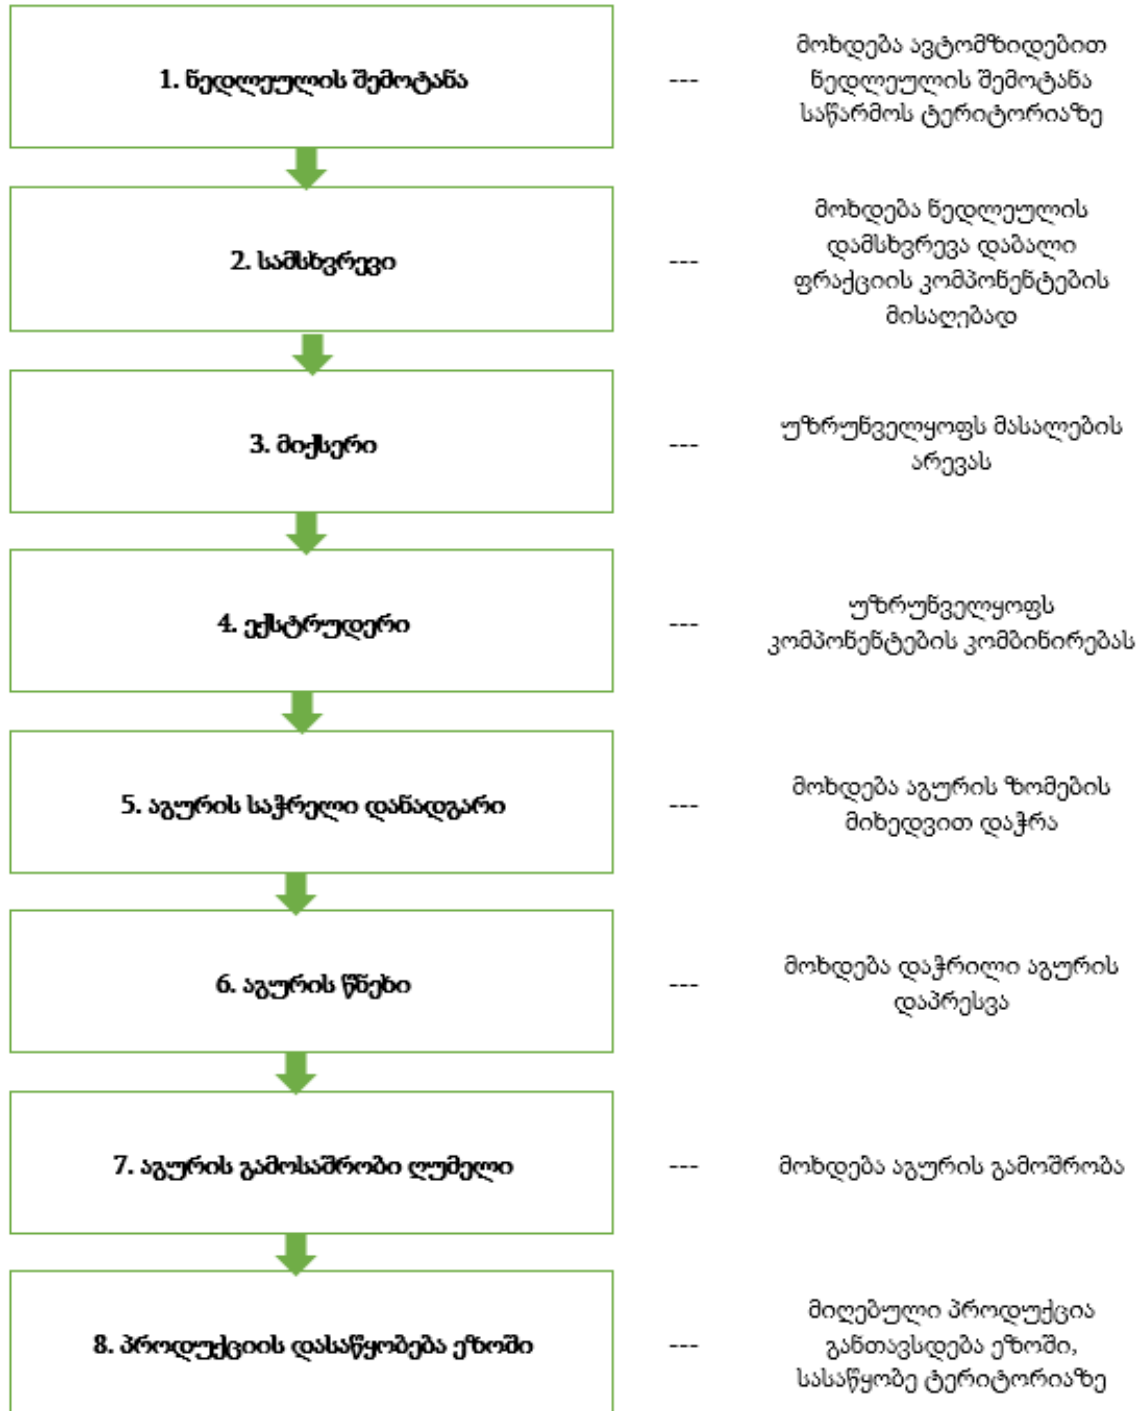 1. ნედლეულის შემოტანა
---
მოხდება ავტომზიდებით
ნედლეულის შემოტანა
საწარმოს ტერიტორიაზე
2. სამსხვრევი
---
მოხდება ნედლეულის
დამსხვრევა დაბალი
ფრაქციის კომპონენტების
მისაღებად
3. მიქსერი
---
უზრუნველყოფს მასალების
არევას
4. ექსტრუდერი
---
უზრუნველყოფს
კომპონენტების კომბინირებას
5. აგურის საჭრელი დანადგარი
---
მოხდება აგურის ზომების
მიხედვით დაჭრა
6. აგურის წნეხი
---
მოხდება დაჭრილი აგურის
დაპრესვა
7. აგურის გამოსაშრობი ღუმელი
---
მოხდება აგურის გამოშრობა
8. პროდუქციის დასაწყობება ეზოში
---
მიღებული პროდუქცია
განთავსდება ეზოში,
სასაწყობე ტერიტორიაზე